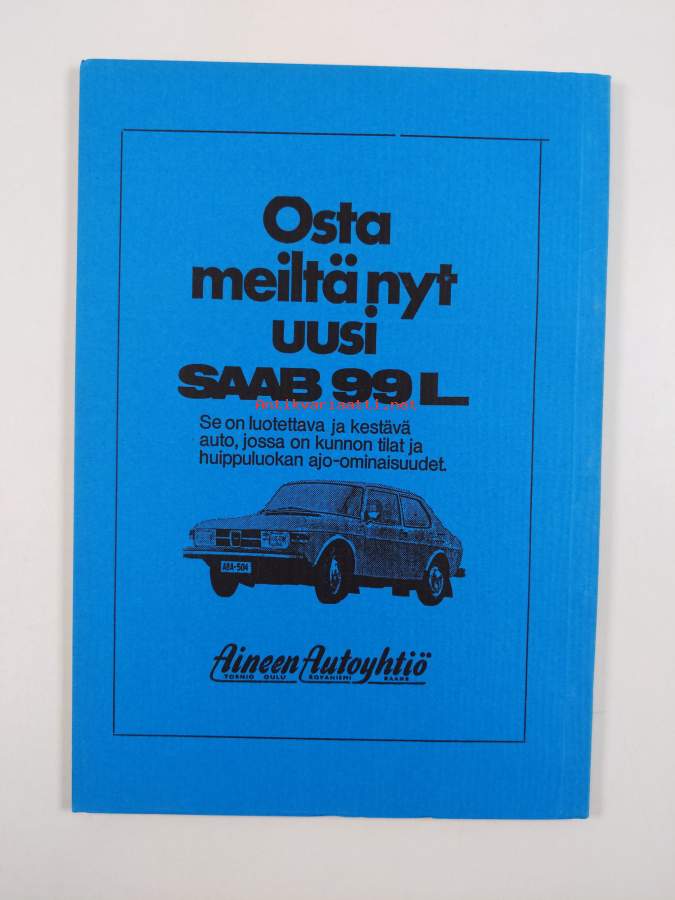 Osta
meiltä nyt
uusi
SAAB 99 L
Antikvariaatti.net
Se on luotettava ja kestävä
auto, jossa on kunnon tilat ja
huippuluokan ajo-ominaisuudet.
ABA-504
Aineen Autoyhtiö
TORNIO OULU ROVANIEMI RAAHE